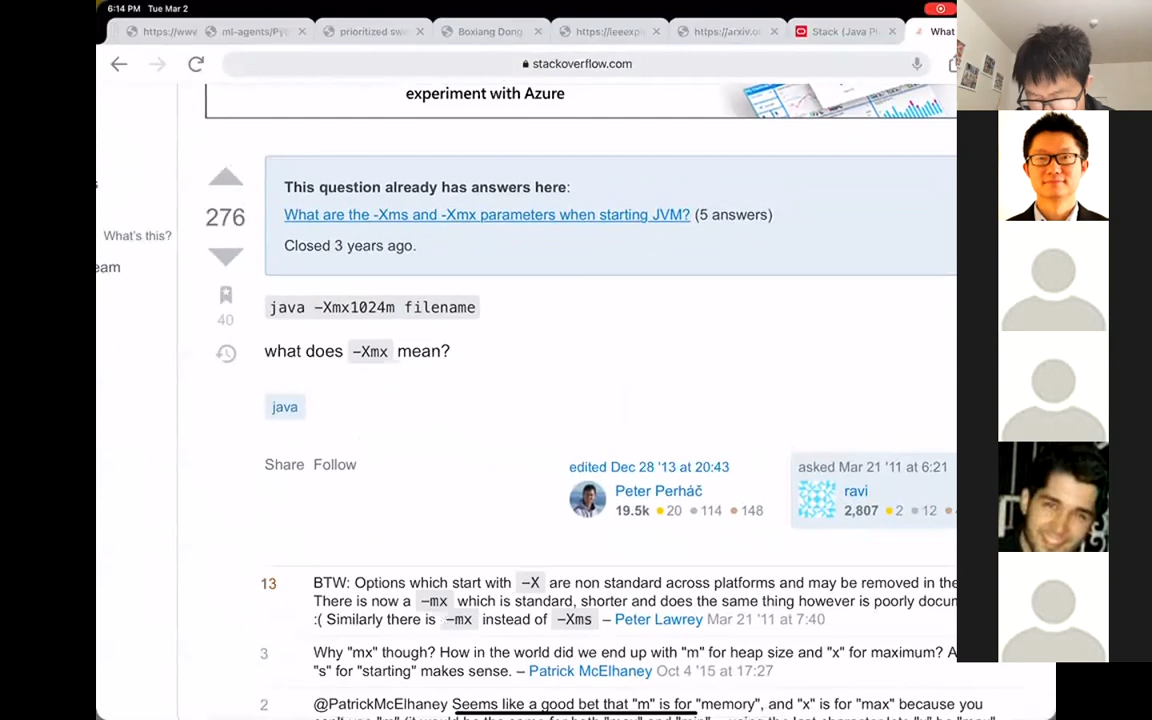 6:14 PM Tue Mar 2
https://www
ml-agents/Py
prioritized sw
Boxiang Dong
https://ieeexpl
https://arxiv.o
Stack (Java Pl
What
stackoverflow.com
experiment with Azure
This question already has answers here:
276
What are the -Xms and -Xmx parameters when starting JVM? (5 answers)
What's this?
Closed 3 years ago.
eam
40
java -Xmx1024m filename
what does -Xmx mean?
java
Share Follow
edited Dec 28 '13 at 20:43
Peter Perháč
19.5k 20 114 148
asked Mar 21 '11 at 6:21
ravi
2,807 2 12
13
BTW: Options which start with -X are non standard across platforms and may be removed in the
There is now a -mx which is standard, shorter and does the same thing however is poorly docum
:( Similarly there is -mx instead of -Xms – Peter Lawrey Mar 21 '11 at 7:40
3
Why "mx" though? How in the world did we end up with "m" for heap size and "x" for maximum? A
"s" for "starting" makes sense. – Patrick McElhaney Oct 4 '15 at 17:27
2
@PatrickMcElhaney Seems like a good bet that "m" is for "memory", and "x" is for "max" because you